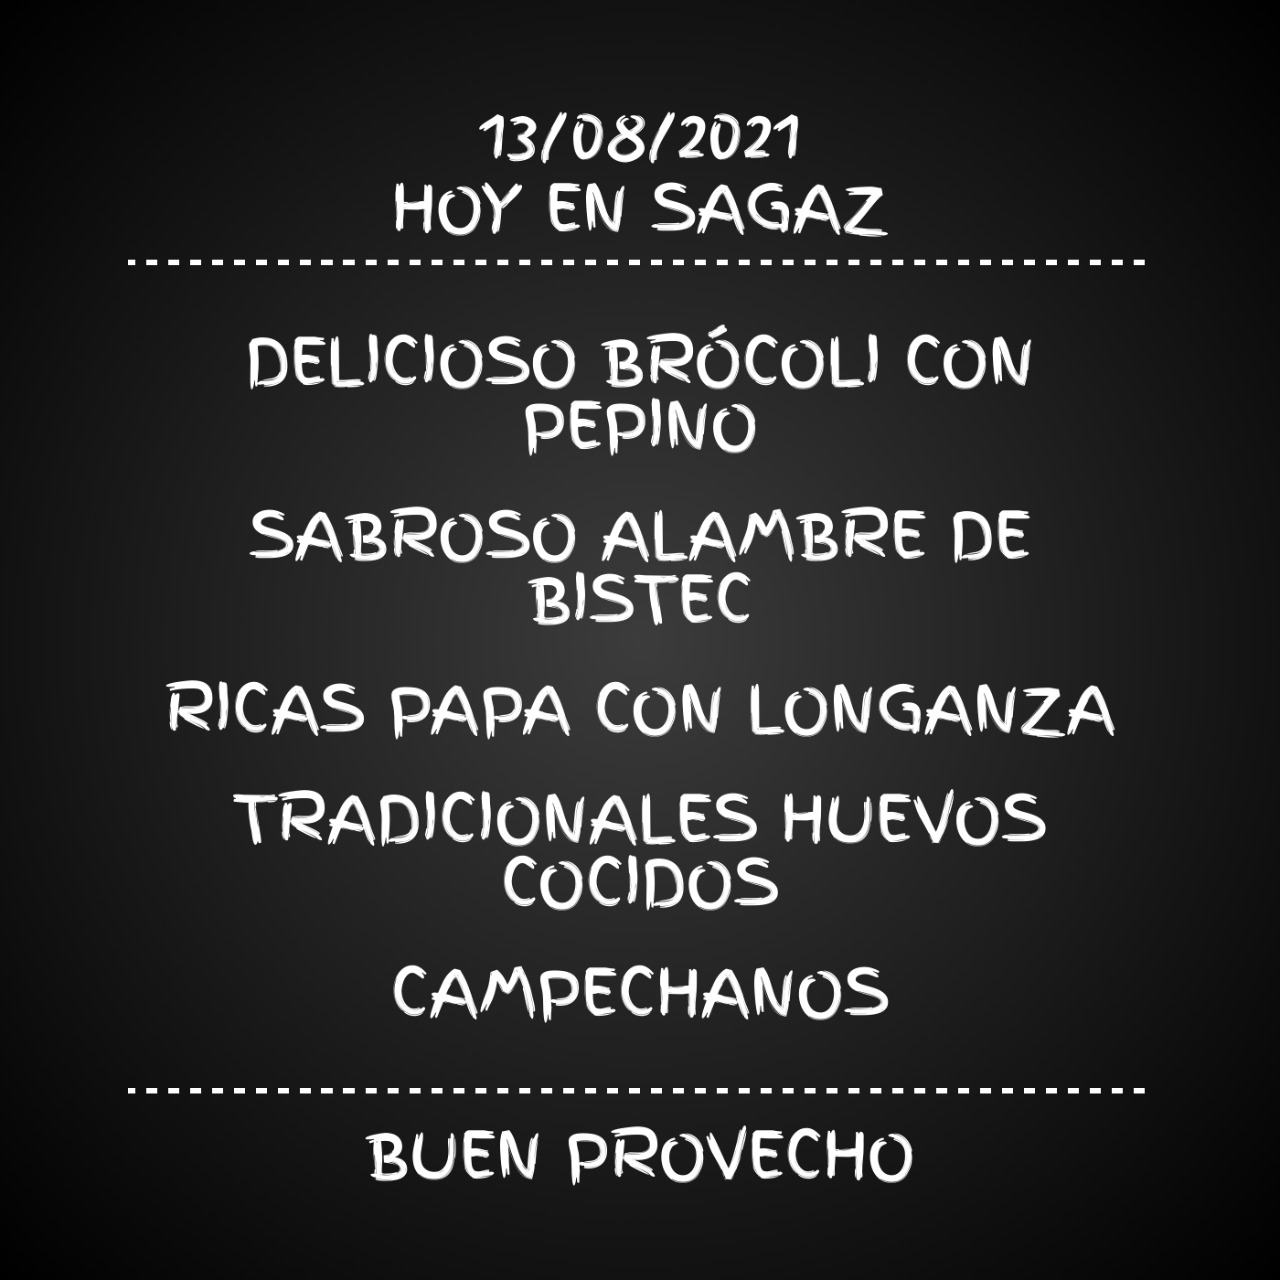 13/08/2021
HOY EN SAGAZ
DELICIOSO BRÓCOLI CON
PEPINO
SABROSO ALAMBRE DE
BISTEC
RICAS PAPA CON LONGANZA
TRADICIONALES HUEVOS
COCIDOS
CAMPECHANOS
BUEN PROVECHO